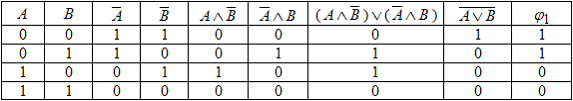 A B A̅ B̅ A∧B̅ A̅∧B (A∧B̅)∨(A̅∧B) A̅∨̅B̅ φ₁
0 0 1 1 0 0 0 1 1
0 1 1 0 0 1 1 0 1
1 0 0 1 1 0 1 0 0
1 1 0 0 0 0 0 0 0